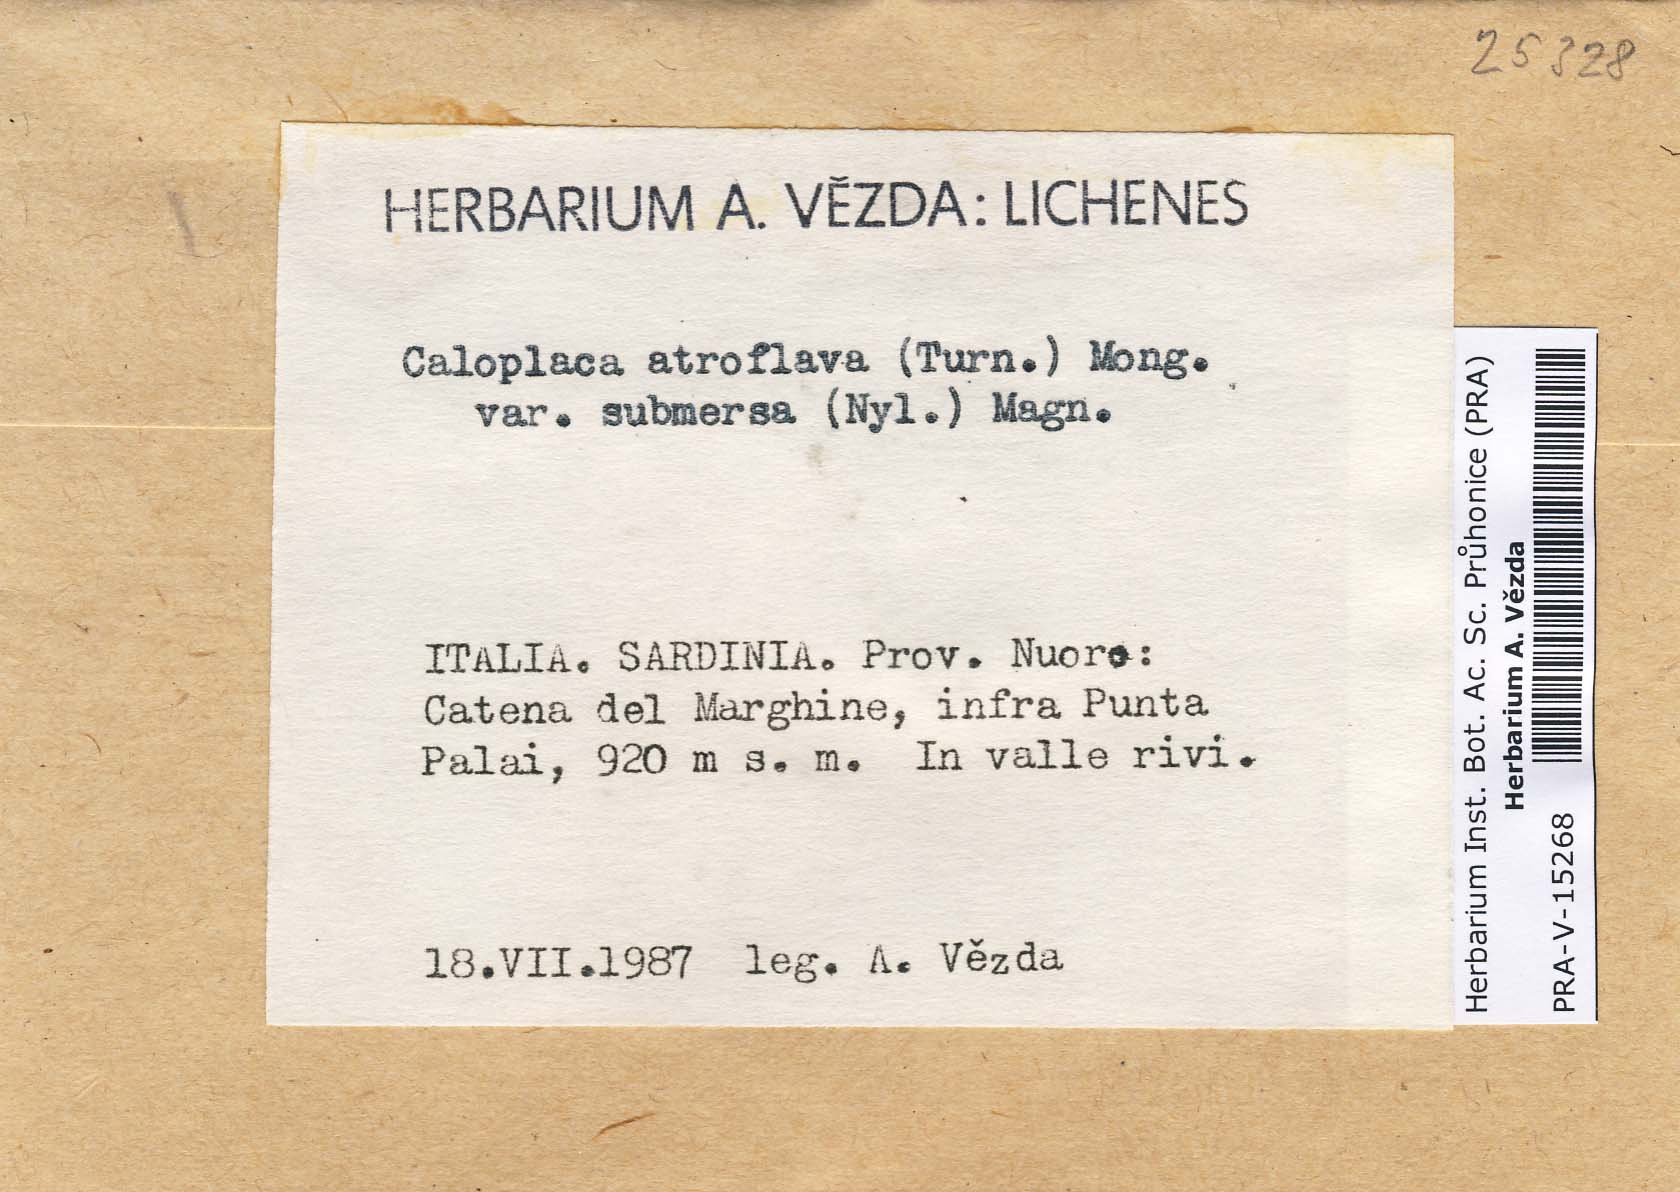 25328
HERBARIUM A. VĚZDA: LICHENES
Caloplaca atroflava (Turn.) Mong.
var. submersa (Nyl.) Magn.
ITALIA. SARDINIA. Prov. Nuoro:
Catena del Marghine, infra Punta
Palai, 920 m s. m. In valle rivi.
18.VII.1987 leg. A. Vězda
Herbarium Inst. Bot. Ac. Sc. Průhonice (PRA)
Herbarium A. Vězda
PRA-V-15268